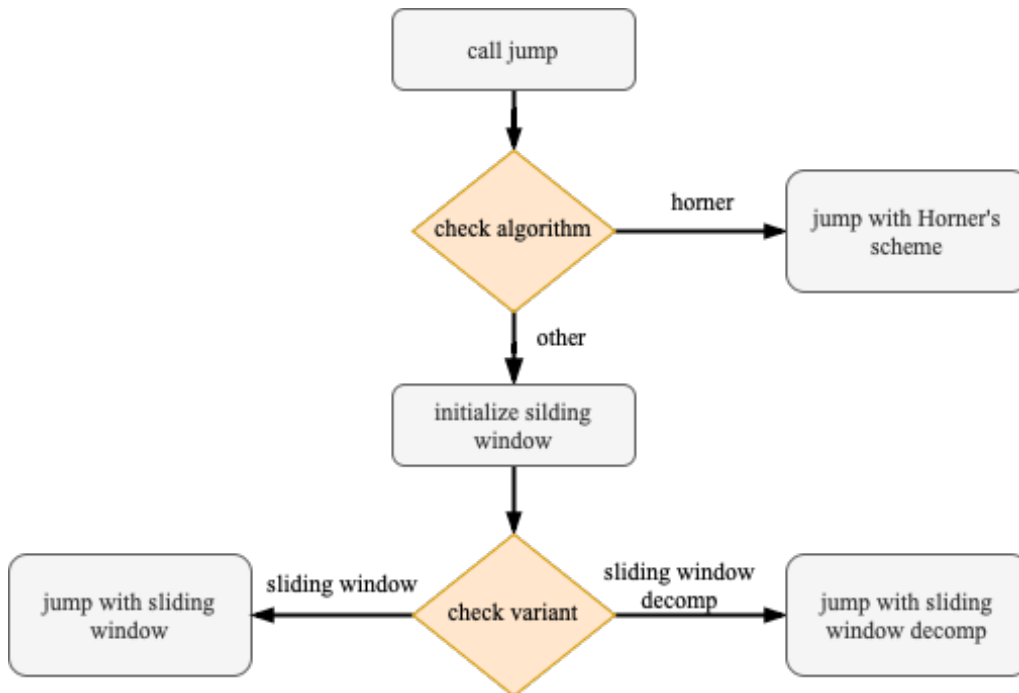 call jump
check algorithm
horner
jump with Horner's
scheme
other
initialize silding
window
sliding window
sliding window
decomp
jump with sliding
window
check variant
jump with sliding
window decomp